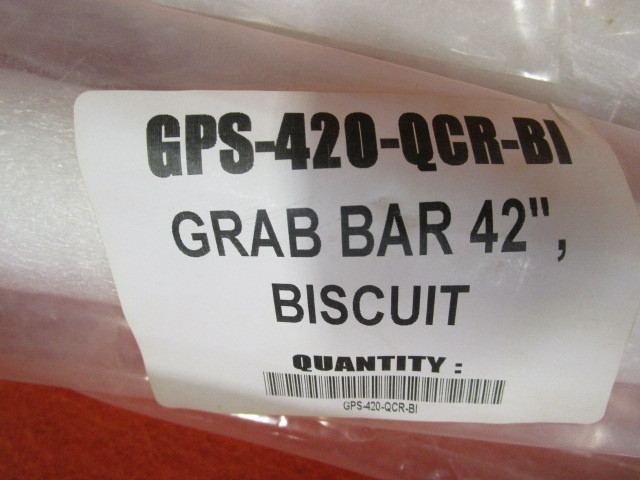 GPS-420-QCR-BI
GRAB BAR 42",
BISCUIT
QUANTITY :
GPS-420-QCR-BI